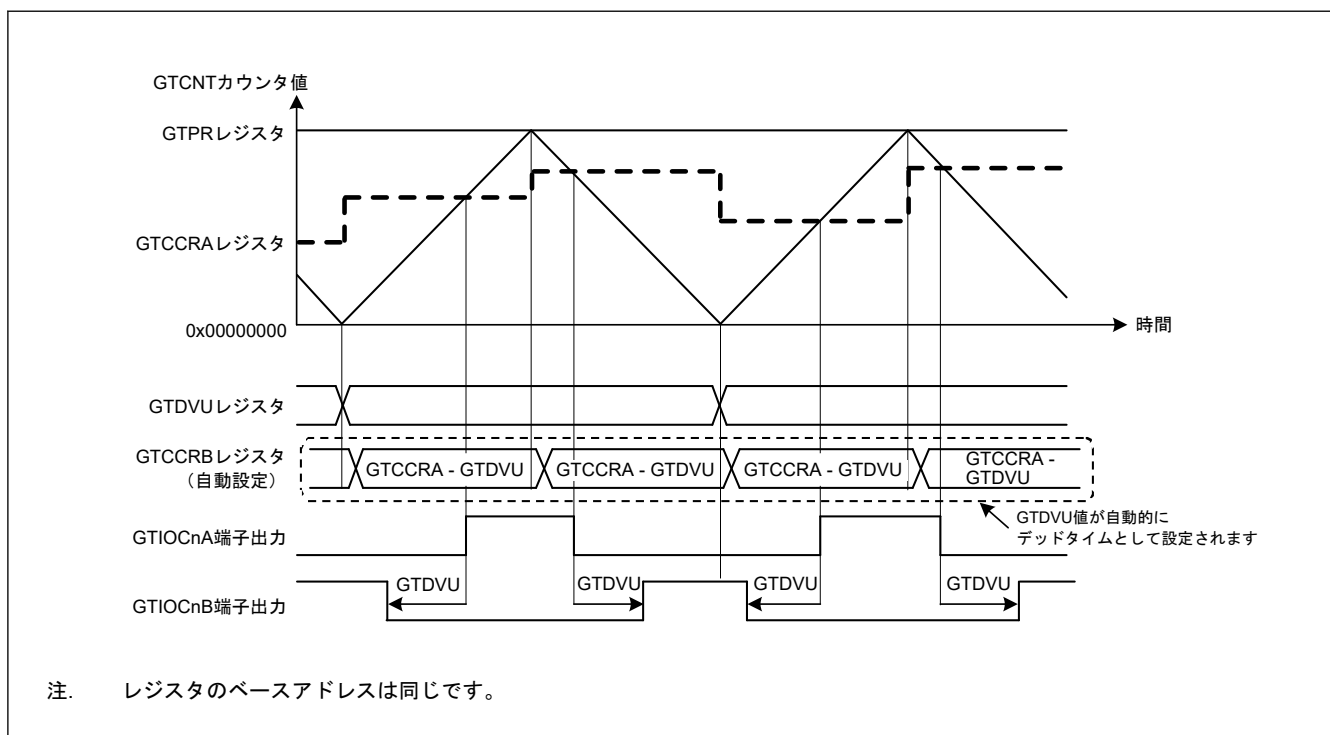 GTCNTカウンタ値
GTPRレジスタ
GTCCRAレジスタ
0x00000000
時間
GTDVUレジスタ
GTCCRBレジスタ
（自動設定）
GTCCRA - GTDVU
GTCCRA - GTDVU
GTCCRA - GTDVU
GTCCRA -
GTDVU
GTDVU値が自動的に
デッドタイムとして設定されます
GTIOCnA端子出力
GTDVU
GTDVU
GTDVU
GTDVU
GTIOCnB端子出力
注. レジスタのベースアドレスは同じです。